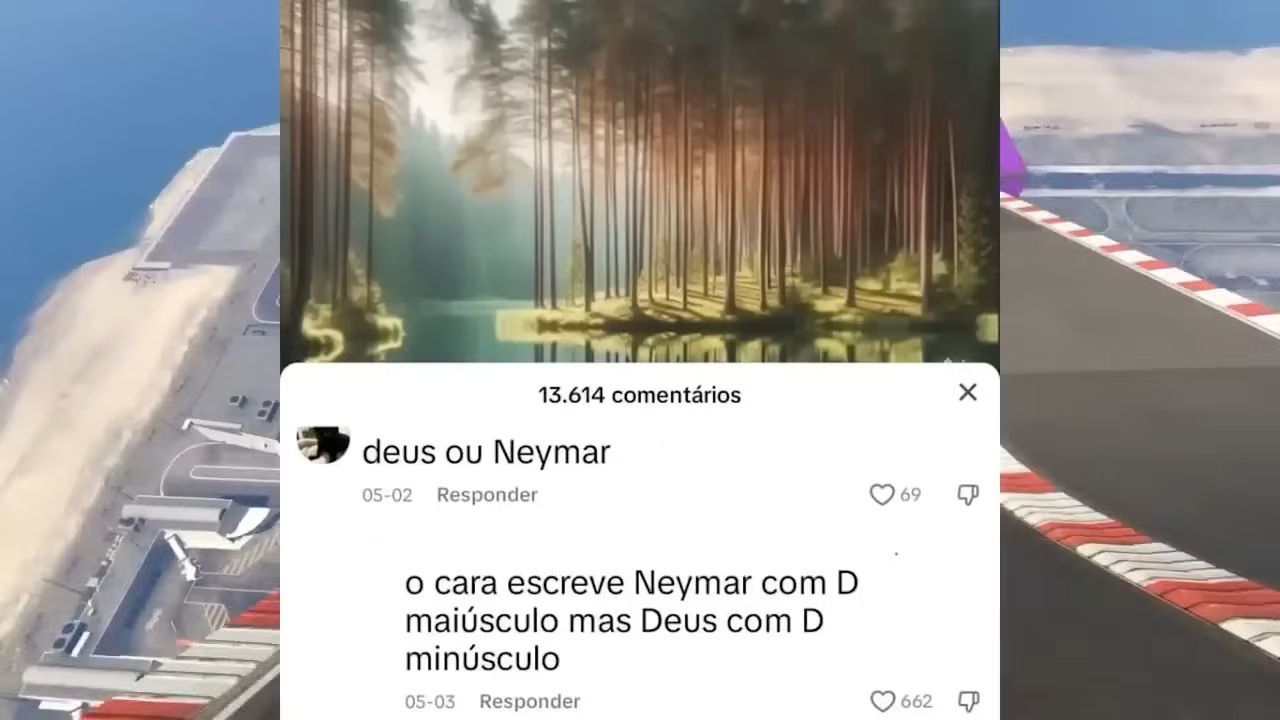 13.614 comentários
deus ou Neymar
05-02 Responder 69
o cara escreve Neymar com D
maiúsculo mas Deus com D
minúsculo
05-03 Responder 662